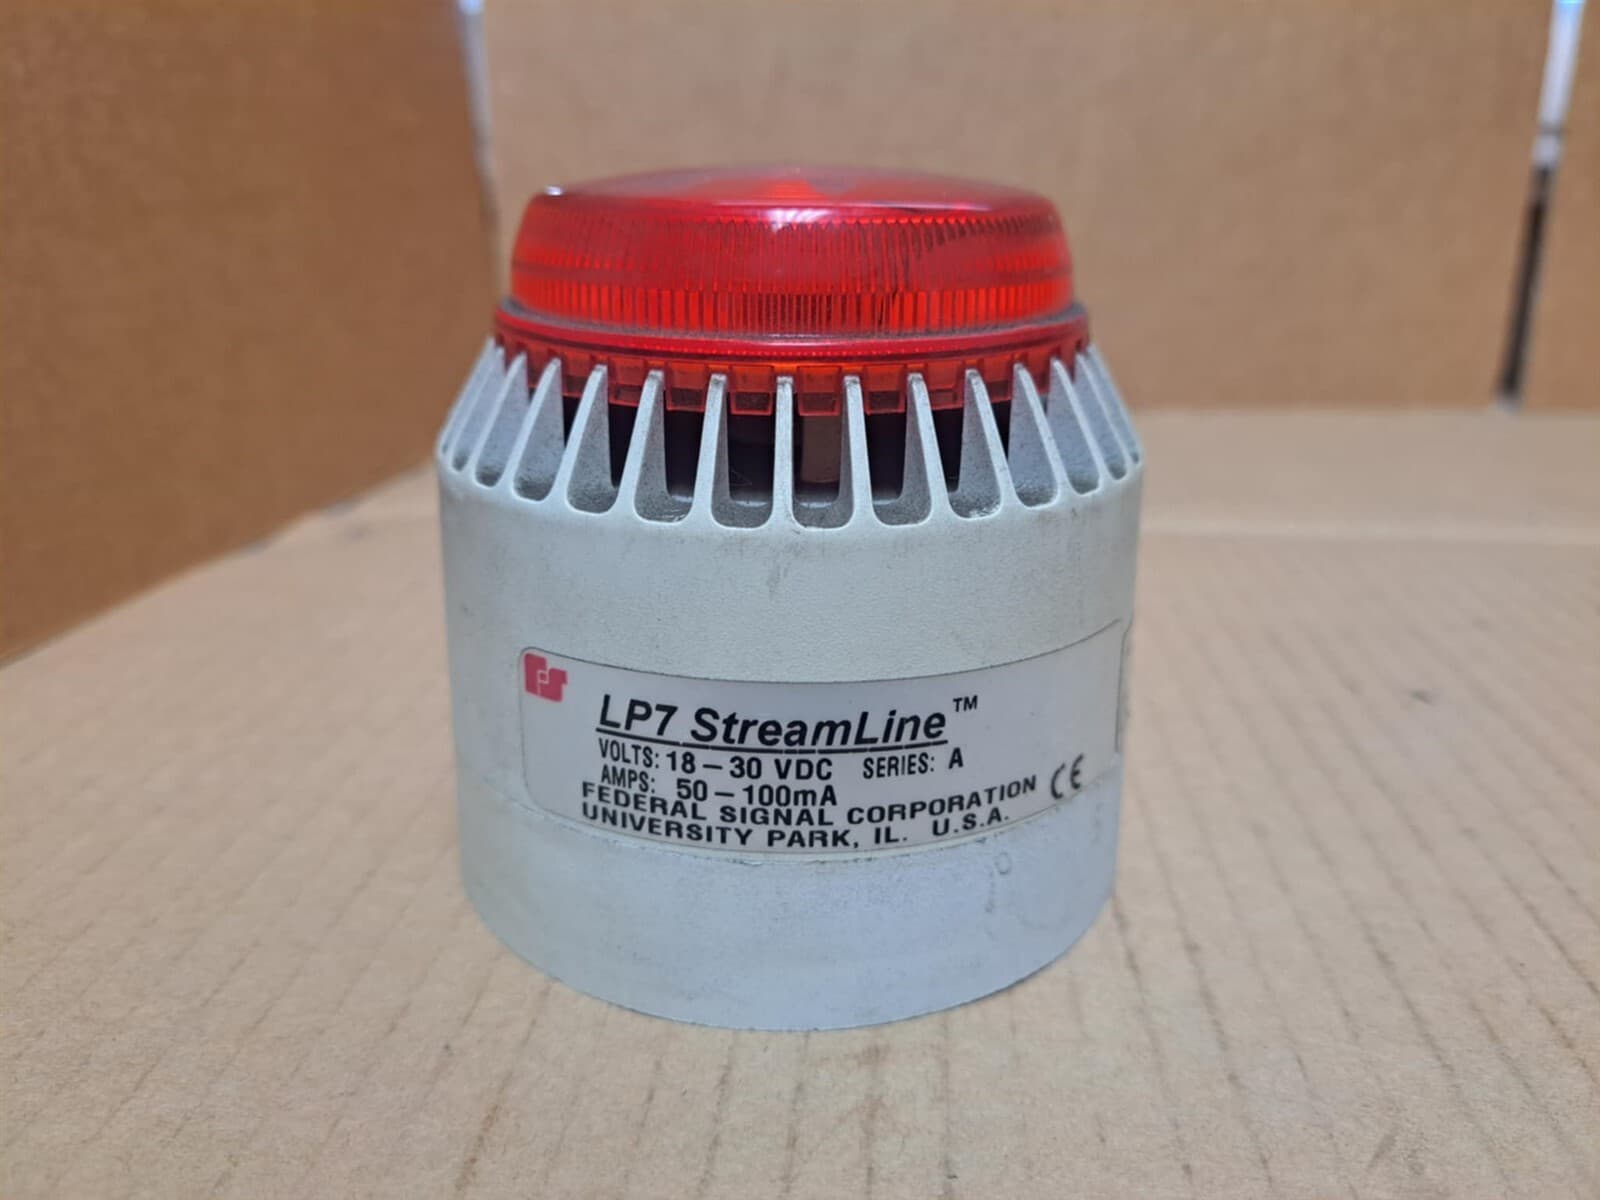 LP7 StreamLine™
VOLTS: 18 – 30 VDC SERIES: A
AMPS: 50 – 100mA
FEDERAL SIGNAL CORPORATION CE
UNIVERSITY PARK, IL. U.S.A.